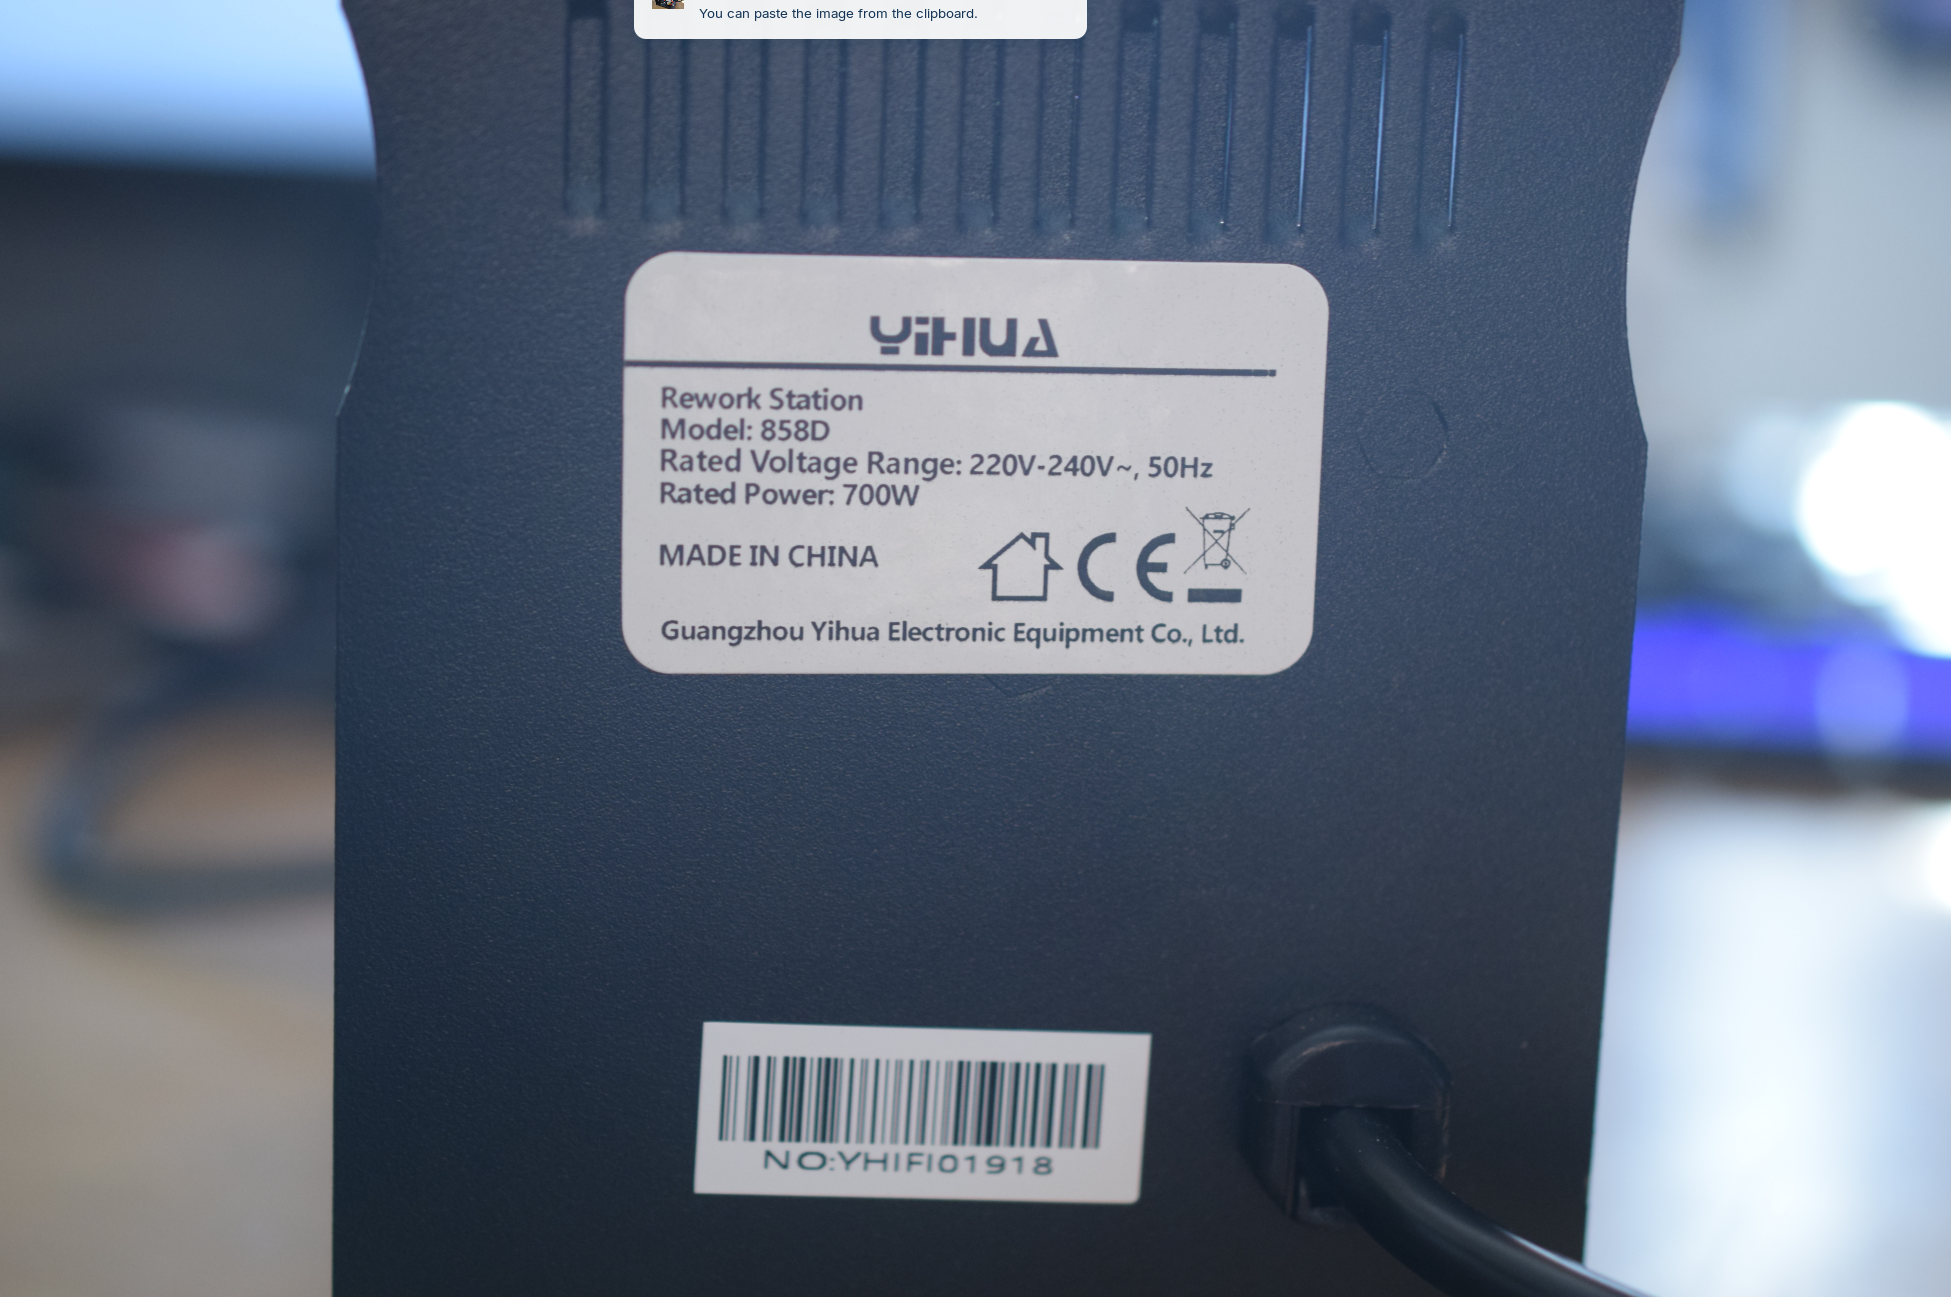 You can paste the image from the clipboard.
YiHUA
Rework Station
Model: 858D
Rated Voltage Range: 220V-240V~, 50Hz
Rated Power: 700W
MADE IN CHINA
CE
Guangzhou Yihua Electronic Equipment Co., Ltd.
NO:YHIFI01918